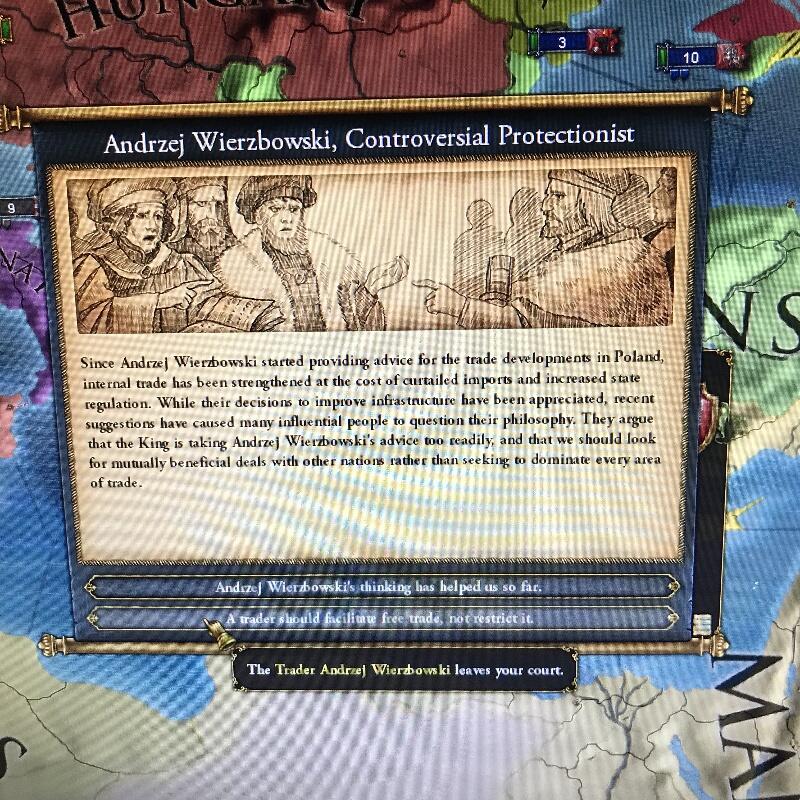 HUNGARY
3
10
Andrzej Wierzbowski, Controversial Protectionist
9
Since Andrzej Wierzbowski started providing advice for the trade developments in Poland,
internal trade has been strengthened at the cost of curtailed imports and increased state
regulation. While their decisions to improve infrastructure have been appreciated, recent
suggestions have caused many influential people to question their philosophy. They argue
that the King is taking Andrzej Wierzbowski's advice too readily, and that we should look
for mutually beneficial deals with other nations rather than seeking to dominate every area
of trade.
Andrzej Wierzbowski's thinking has helped us so far.
A trader should facilitate free trade, not restrict it.
The Trader Andrzej Wierzbowski leaves your court.